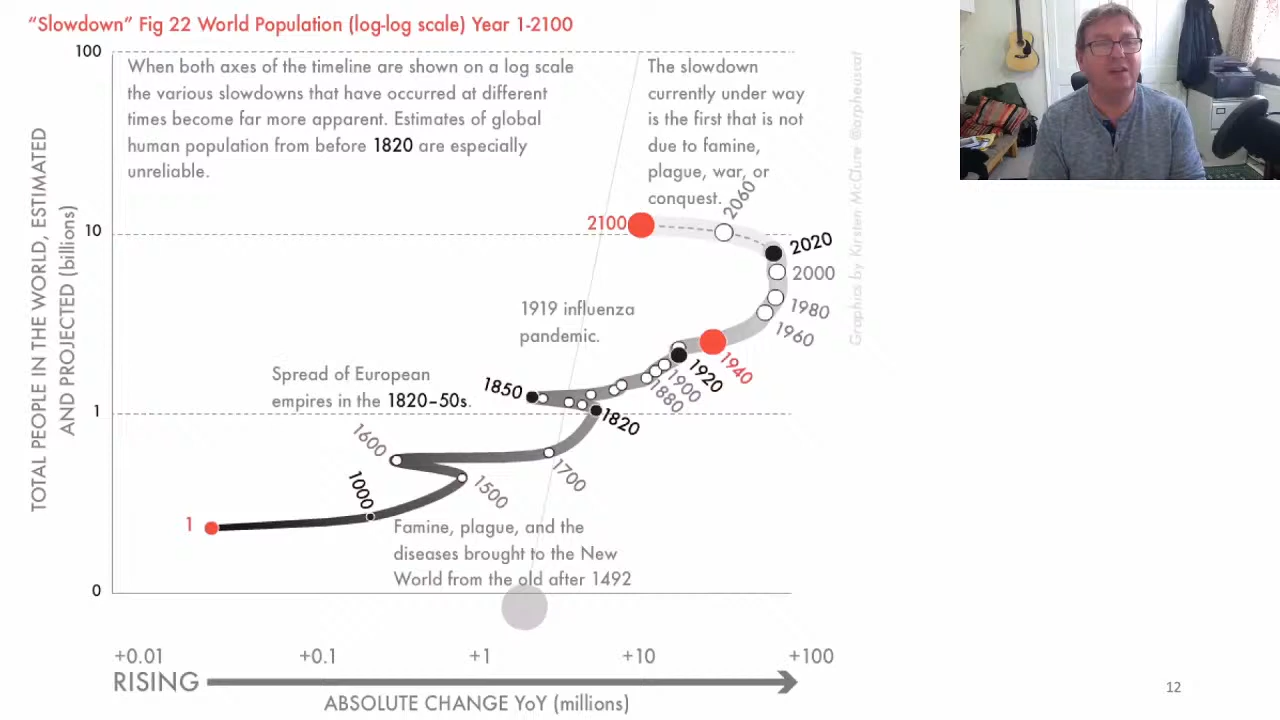 “Slowdown” Fig 22 World Population (log-log scale) Year 1-2100
100
When both axes of the timeline are shown on a log scale
the various slowdowns that have occurred at different
times become far more apparent. Estimates of global
human population from before 1820 are especially
unreliable.
The slowdown
currently under way
is the first that is not
due to famine,
plague, war, or
conquest.
TOTAL PEOPLE IN THE WORLD, ESTIMATED
AND PROJECTED (billions)
Graphics by Kirsten McClure @orpheuscat
2060
2100
10
2020
2000
1980
1960
1919 influenza
pandemic.
1940
1920
1900
1880
Spread of European
empires in the 1820–50s.
1850
1
1820
1600
1700
1000
1500
1
Famine, plague, and the
diseases brought to the New
World from the old after 1492
0
+0.01
+0.1
+1
+10
+100
RISING
ABSOLUTE CHANGE YoY (millions)
12